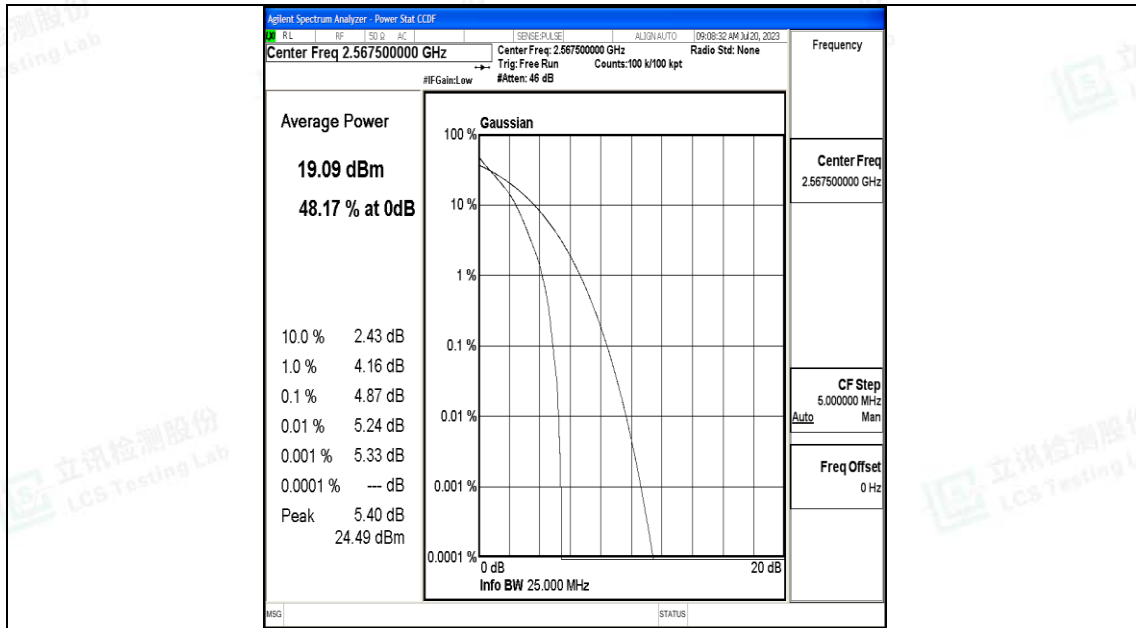 Agilent Spectrum Analyzer - Power Stat CCDF
LXI RL RF 50 Ω AC SENSE:PULSE ALIGN AUTO 09:08:32 AM Jul 20, 2023
Center Freq 2.567500000 GHz
Center Freq: 2.567500000 GHz Radio Std: None
Trig: Free Run Counts:100 k/100 kpt
#IFGain:Low #Atten: 46 dB
Frequency
Average Power
19.09 dBm
48.17 % at 0dB
10.0 % 2.43 dB
1.0 % 4.16 dB
0.1 % 4.87 dB
0.01 % 5.24 dB
0.001 % 5.33 dB
0.0001 % --- dB
Peak 5.40 dB
24.49 dBm
Gaussian
100 %
10 %
1 %
0.1 %
0.01 %
0.001 %
0.0001 %
0 dB 20 dB
Info BW 25.000 MHz
Center Freq
2.567500000 GHz
CF Step
5.000000 MHz
Auto Man
Freq Offset
0 Hz
MSG STATUS
立讯检测股份
LCS Testing Lab
立讯检测股份